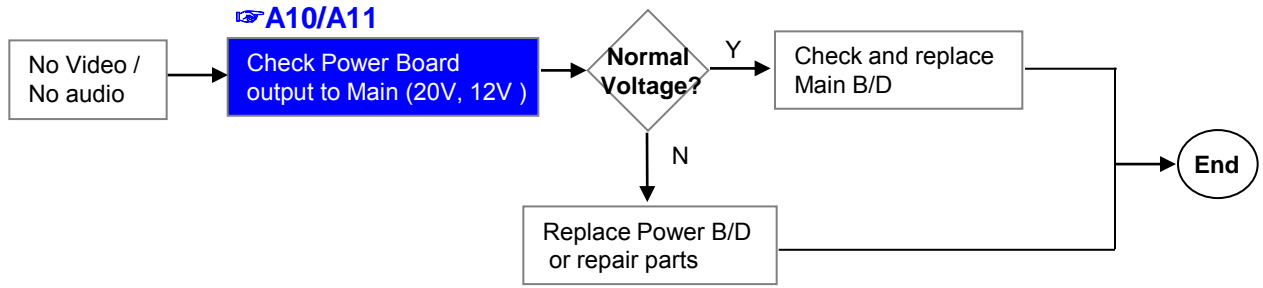 ☞A10/A11
No Video /
No audio
Check Power Board
output to Main (20V, 12V )
Normal
Voltage?
Y
Check and replace
Main B/D
N
Replace Power B/D
or repair parts
End